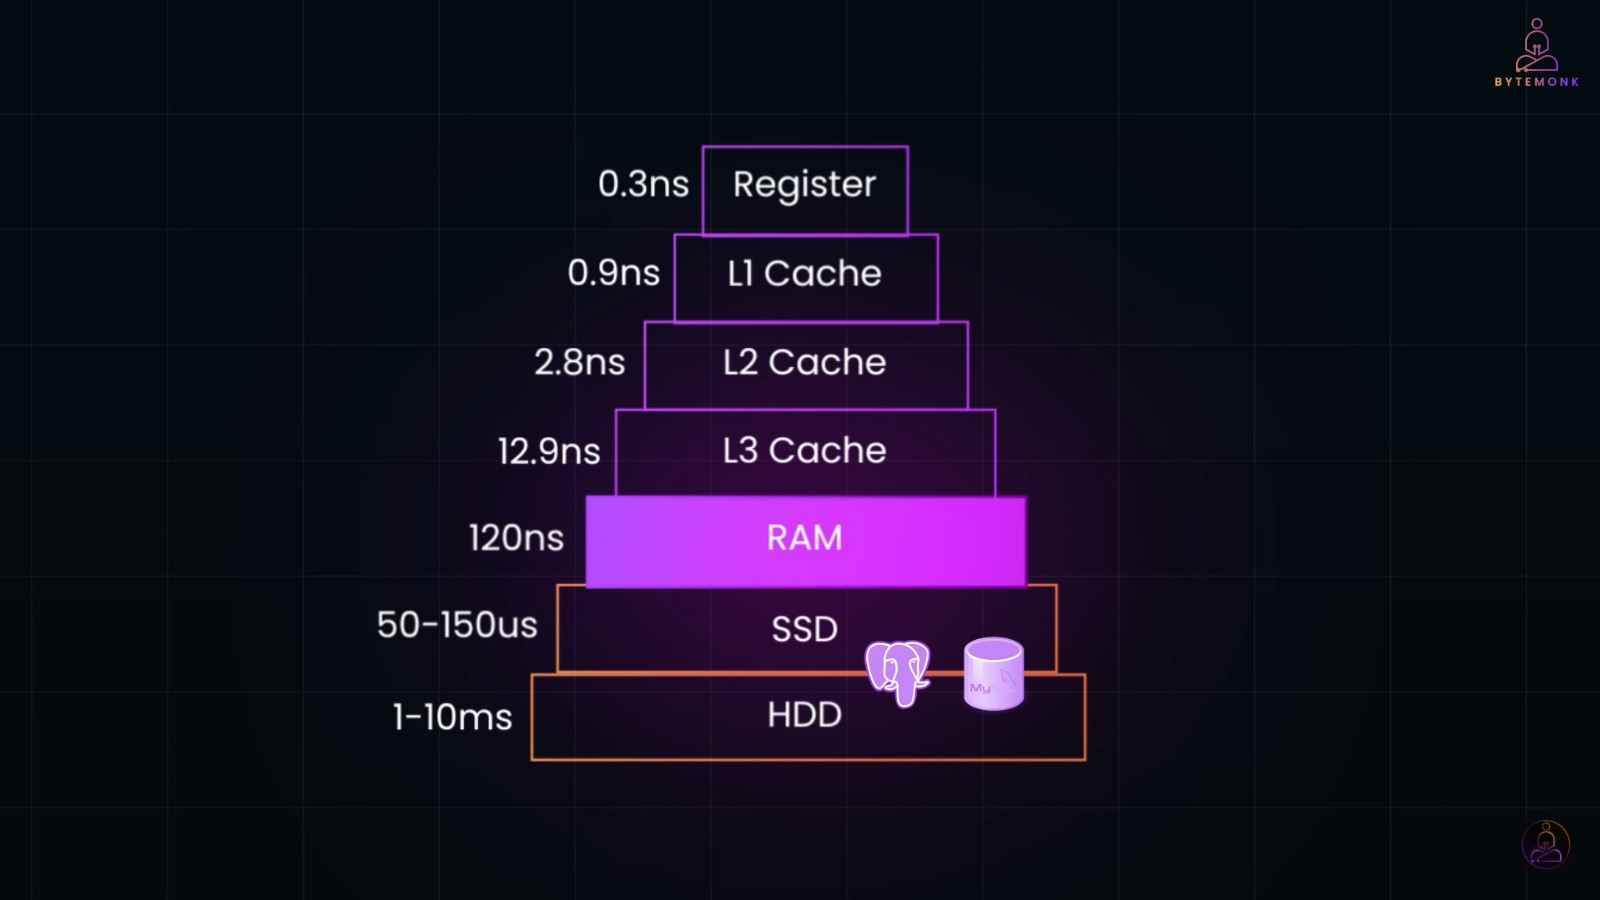 BYTEMONK
0.3ns Register
0.9ns L1 Cache
2.8ns L2 Cache
12.9ns L3 Cache
120ns RAM
50-150us SSD
My
1-10ms HDD